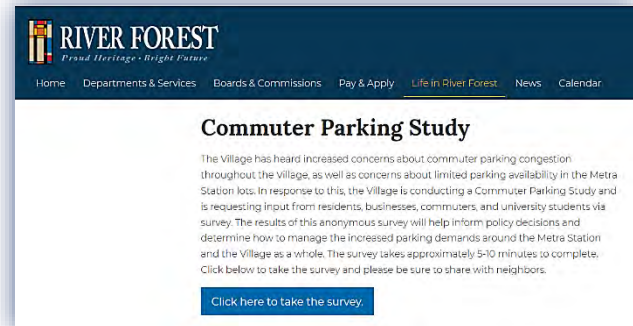 RIVER FOREST
Proud Heritage • Bright Future
Home Departments & Services Boards & Commissions Pay & Apply Life in River Forest News Calendar
Commuter Parking Study
The Village has heard increased concerns about commuter parking congestion
throughout the Village, as well as concerns about limited parking availability in the Metra
Station lots. In response to this, the Village is conducting a Commuter Parking Study and
is requesting input from residents, businesses, commuters, and university students via
survey. The results of this anonymous survey will help inform policy decisions and
determine how to manage the increased parking demands around the Metra Station
and the Village as a whole. The survey takes approximately 5-10 minutes to complete.
Click below to take the survey and please be sure to share with neighbors.
Click here to take the survey.